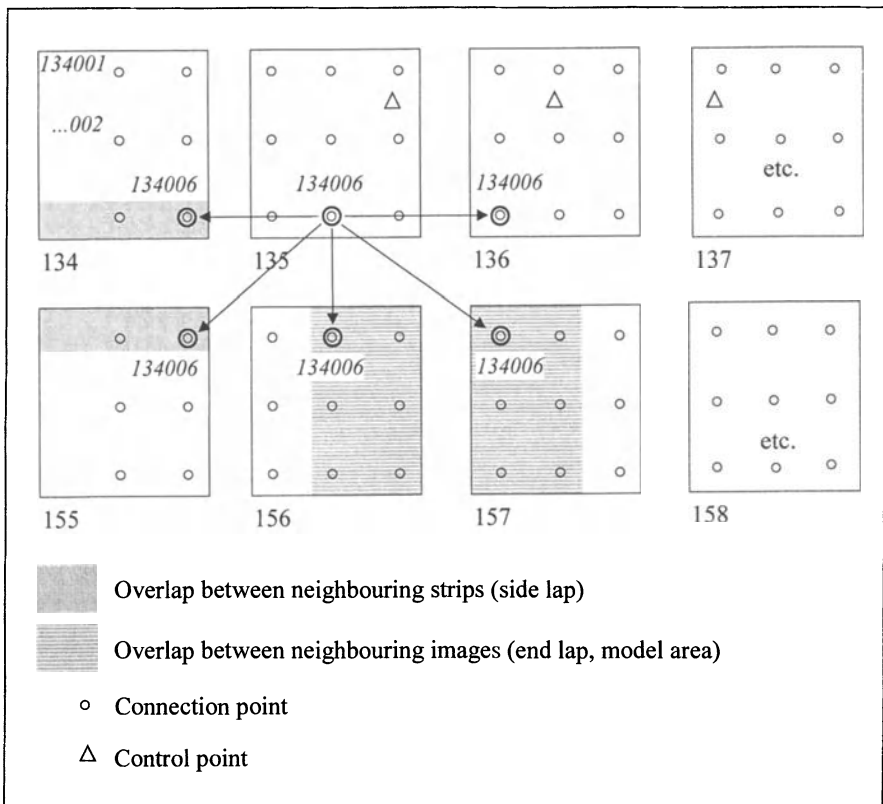 134001
...002
134006
134006
134006
etc.
134
135
136
137
134006
134006
134006
etc.
155
156
157
158
Overlap between neighbouring strips (side lap)
Overlap between neighbouring images (end lap, model area)
Connection point
Control point